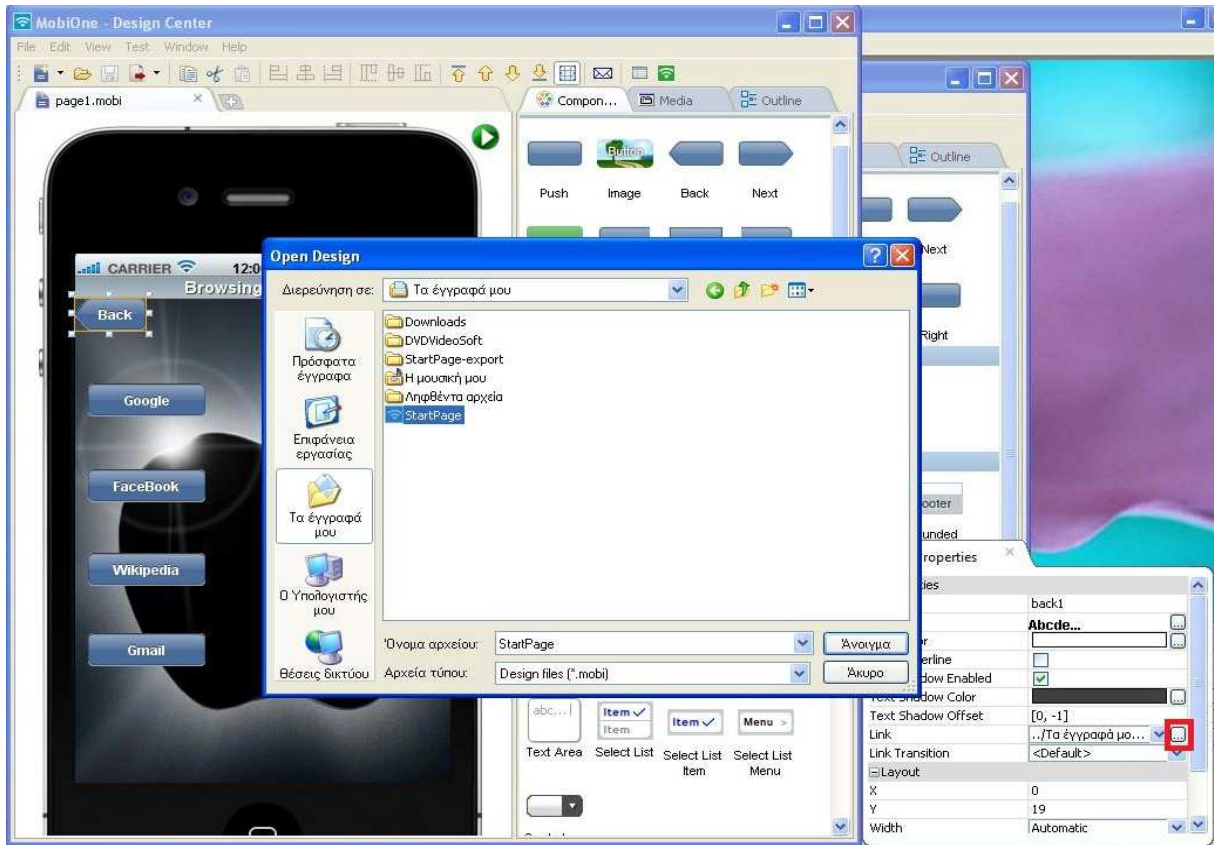 MobiOne - Design Center
File Edit View Test Window Help
page1.mobi
Compon... Media Outline
Push Image Back Next
CARRIER 12:0
Browsing
Back
Google
FaceBook
Wikipedia
Gmail
Open Design
Διερεύνηση σε: Τα έγγραφά μου
Πρόσφατα
έγγραφα
Επιφάνεια
εργασίας
Τα έγγραφά
μου
Ο Υπολογιστής
μου
Θέσεις δικτύου
Downloads
DVDVideoSoft
StartPage-export
Η μουσική μου
Ληφθέντα αρχεία
StartPage
Όνομα αρχείου: StartPage Άνοιγμα
Αρχεία τύπου: Design files (*.mobi) Άκυρο
abc...
Item
Item
Item
Menu >
Text Area Select List Select List
Item
Select List
Menu
Outline
Next
Right
ooter
unded
roperties
ies
back1
Abcde...
r
erline
dow Enabled
Text Shadow Color
Text Shadow Offset [0, -1]
Link ../Τα έγγραφά μο... ...
Link Transition <Default>
Layout
X 0
Y 19
Width Automatic